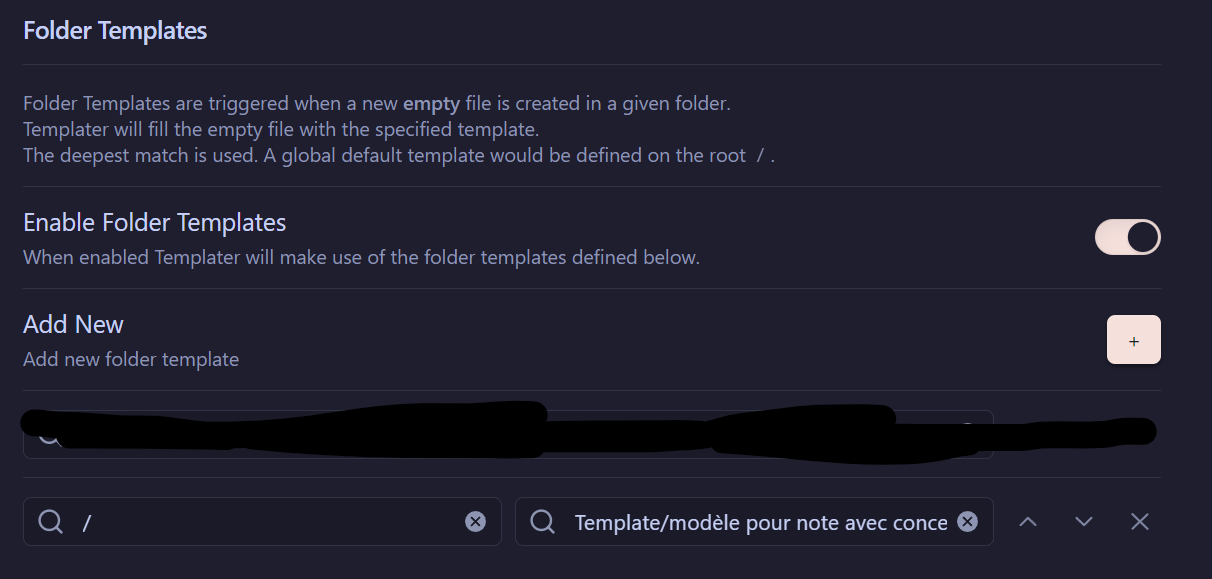 Folder Templates
Folder Templates are triggered when a new empty file is created in a given folder.
Templater will fill the empty file with the specified template.
The deepest match is used. A global default template would be defined on the root / .
Enable Folder Templates
When enabled Templater will make use of the folder templates defined below.
Add New
+
Add new folder template
/
Template/modèle pour note avec conce